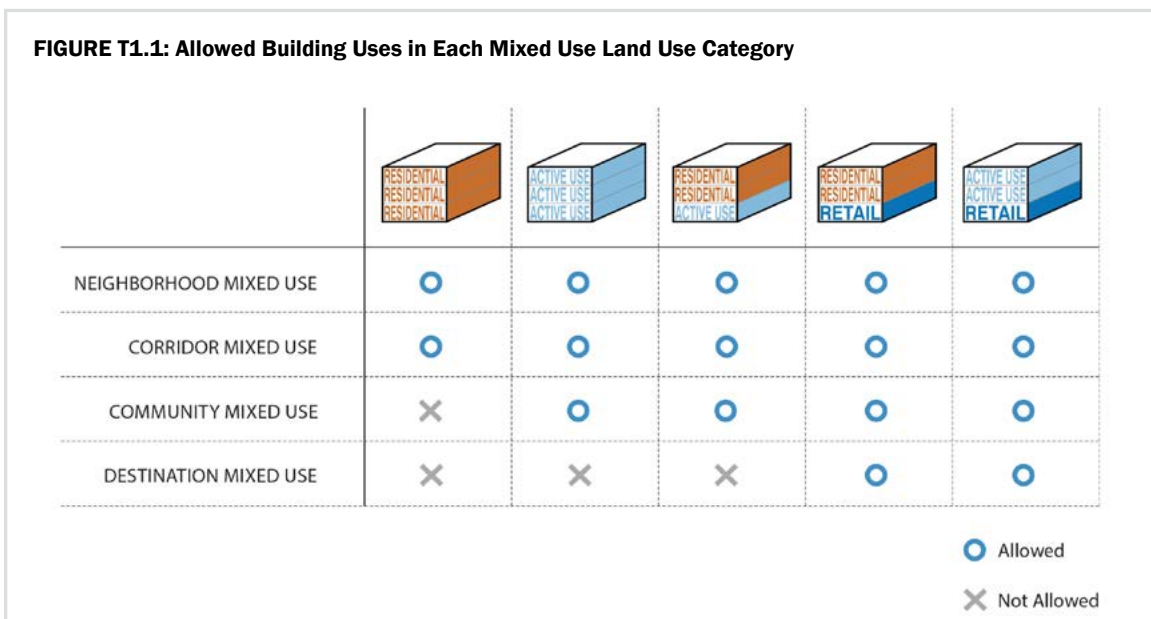 FIGURE T1.1: Allowed Building Uses in Each Mixed Use Land Use Category
RESIDENTIAL
RESIDENTIAL
RESIDENTIAL
ACTIVE USE
ACTIVE USE
ACTIVE USE
RESIDENTIAL
RESIDENTIAL
ACTIVE USE
RESIDENTIAL
RESIDENTIAL
RETAIL
ACTIVE USE
ACTIVE USE
RETAIL
NEIGHBORHOOD MIXED USE
CORRIDOR MIXED USE
COMMUNITY MIXED USE
DESTINATION MIXED USE
Allowed
Not Allowed